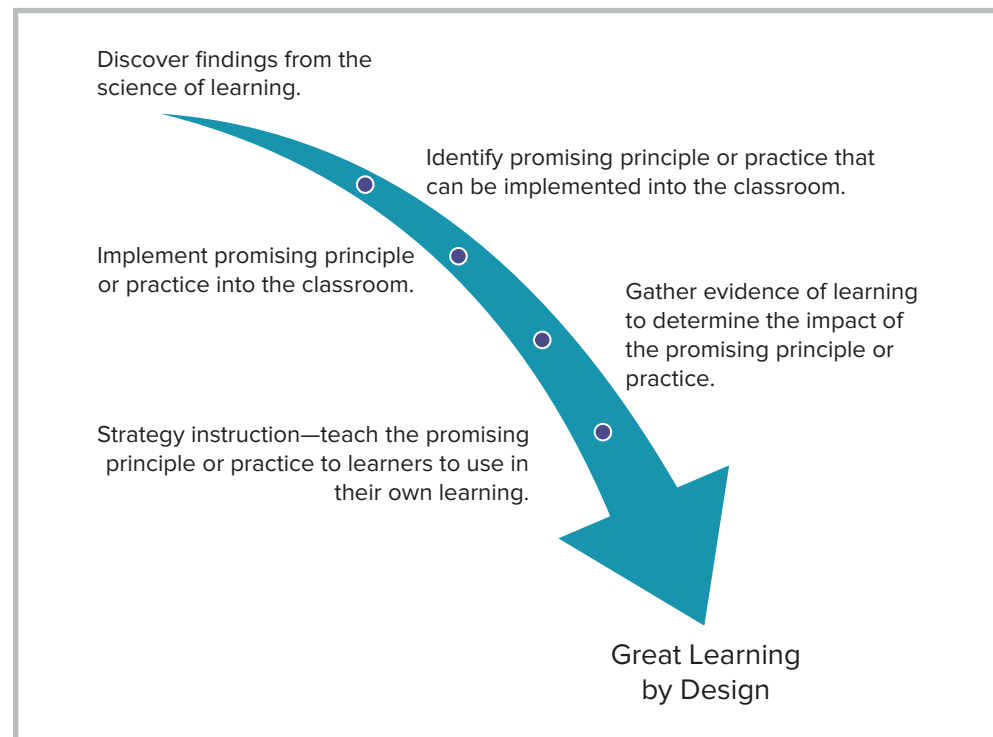 Discover findings from the
science of learning.
Identify promising principle or practice that
can be implemented into the classroom.
Implement promising principle
or practice into the classroom.
Gather evidence of learning
to determine the impact of
the promising principle or
practice.
Strategy instruction—teach the promising
principle or practice to learners to use in
their own learning.
Great Learning
by Design